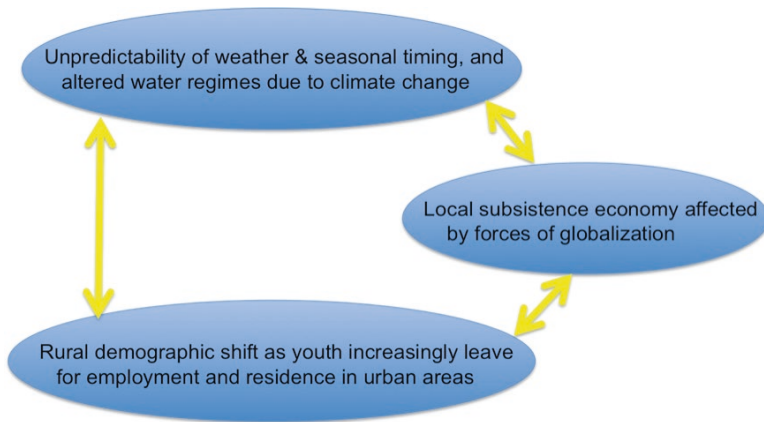 Unpredictability of weather & seasonal timing, and
altered water regimes due to climate change
Local subsistence economy affected
by forces of globalization
Rural demographic shift as youth increasingly leave
for employment and residence in urban areas